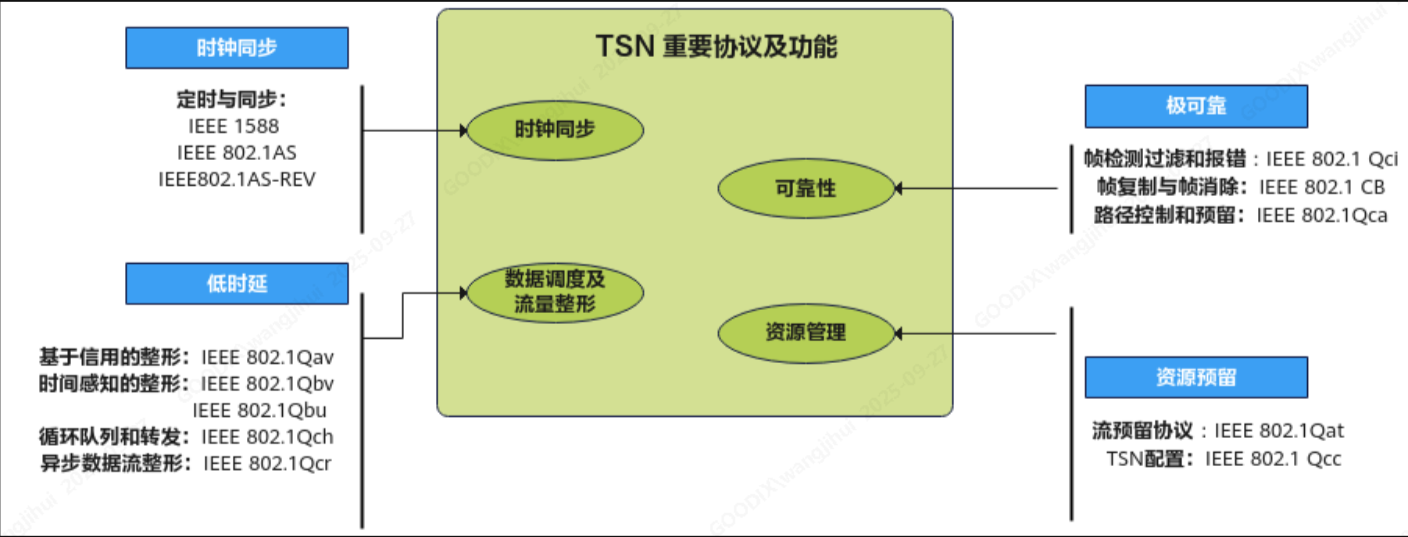 TSN 重要协议及功能
时钟同步
定时与同步：
IEEE 1588
IEEE 802.1AS
IEEE802.1AS-REV
时钟同步
低时延
基于信用的整形：IEEE 802.1Qav
时间感知的整形：IEEE 802.1Qbv
IEEE 802.1Qbu
循环队列和转发：IEEE 802.1Qch
异步数据流整形：IEEE 802.1Qcr
数据调度及
流量整形
可靠性
资源管理
极可靠
帧检测过滤和报错：IEEE 802.1 Qci
帧复制与帧消除：IEEE 802.1 CB
路径控制和预留：IEEE 802.1Qca
资源预留
流预留协议：IEEE 802.1Qat
TSN配置：IEEE 802.1 Qcc
GOODIX\wangjihui 2025-09-27